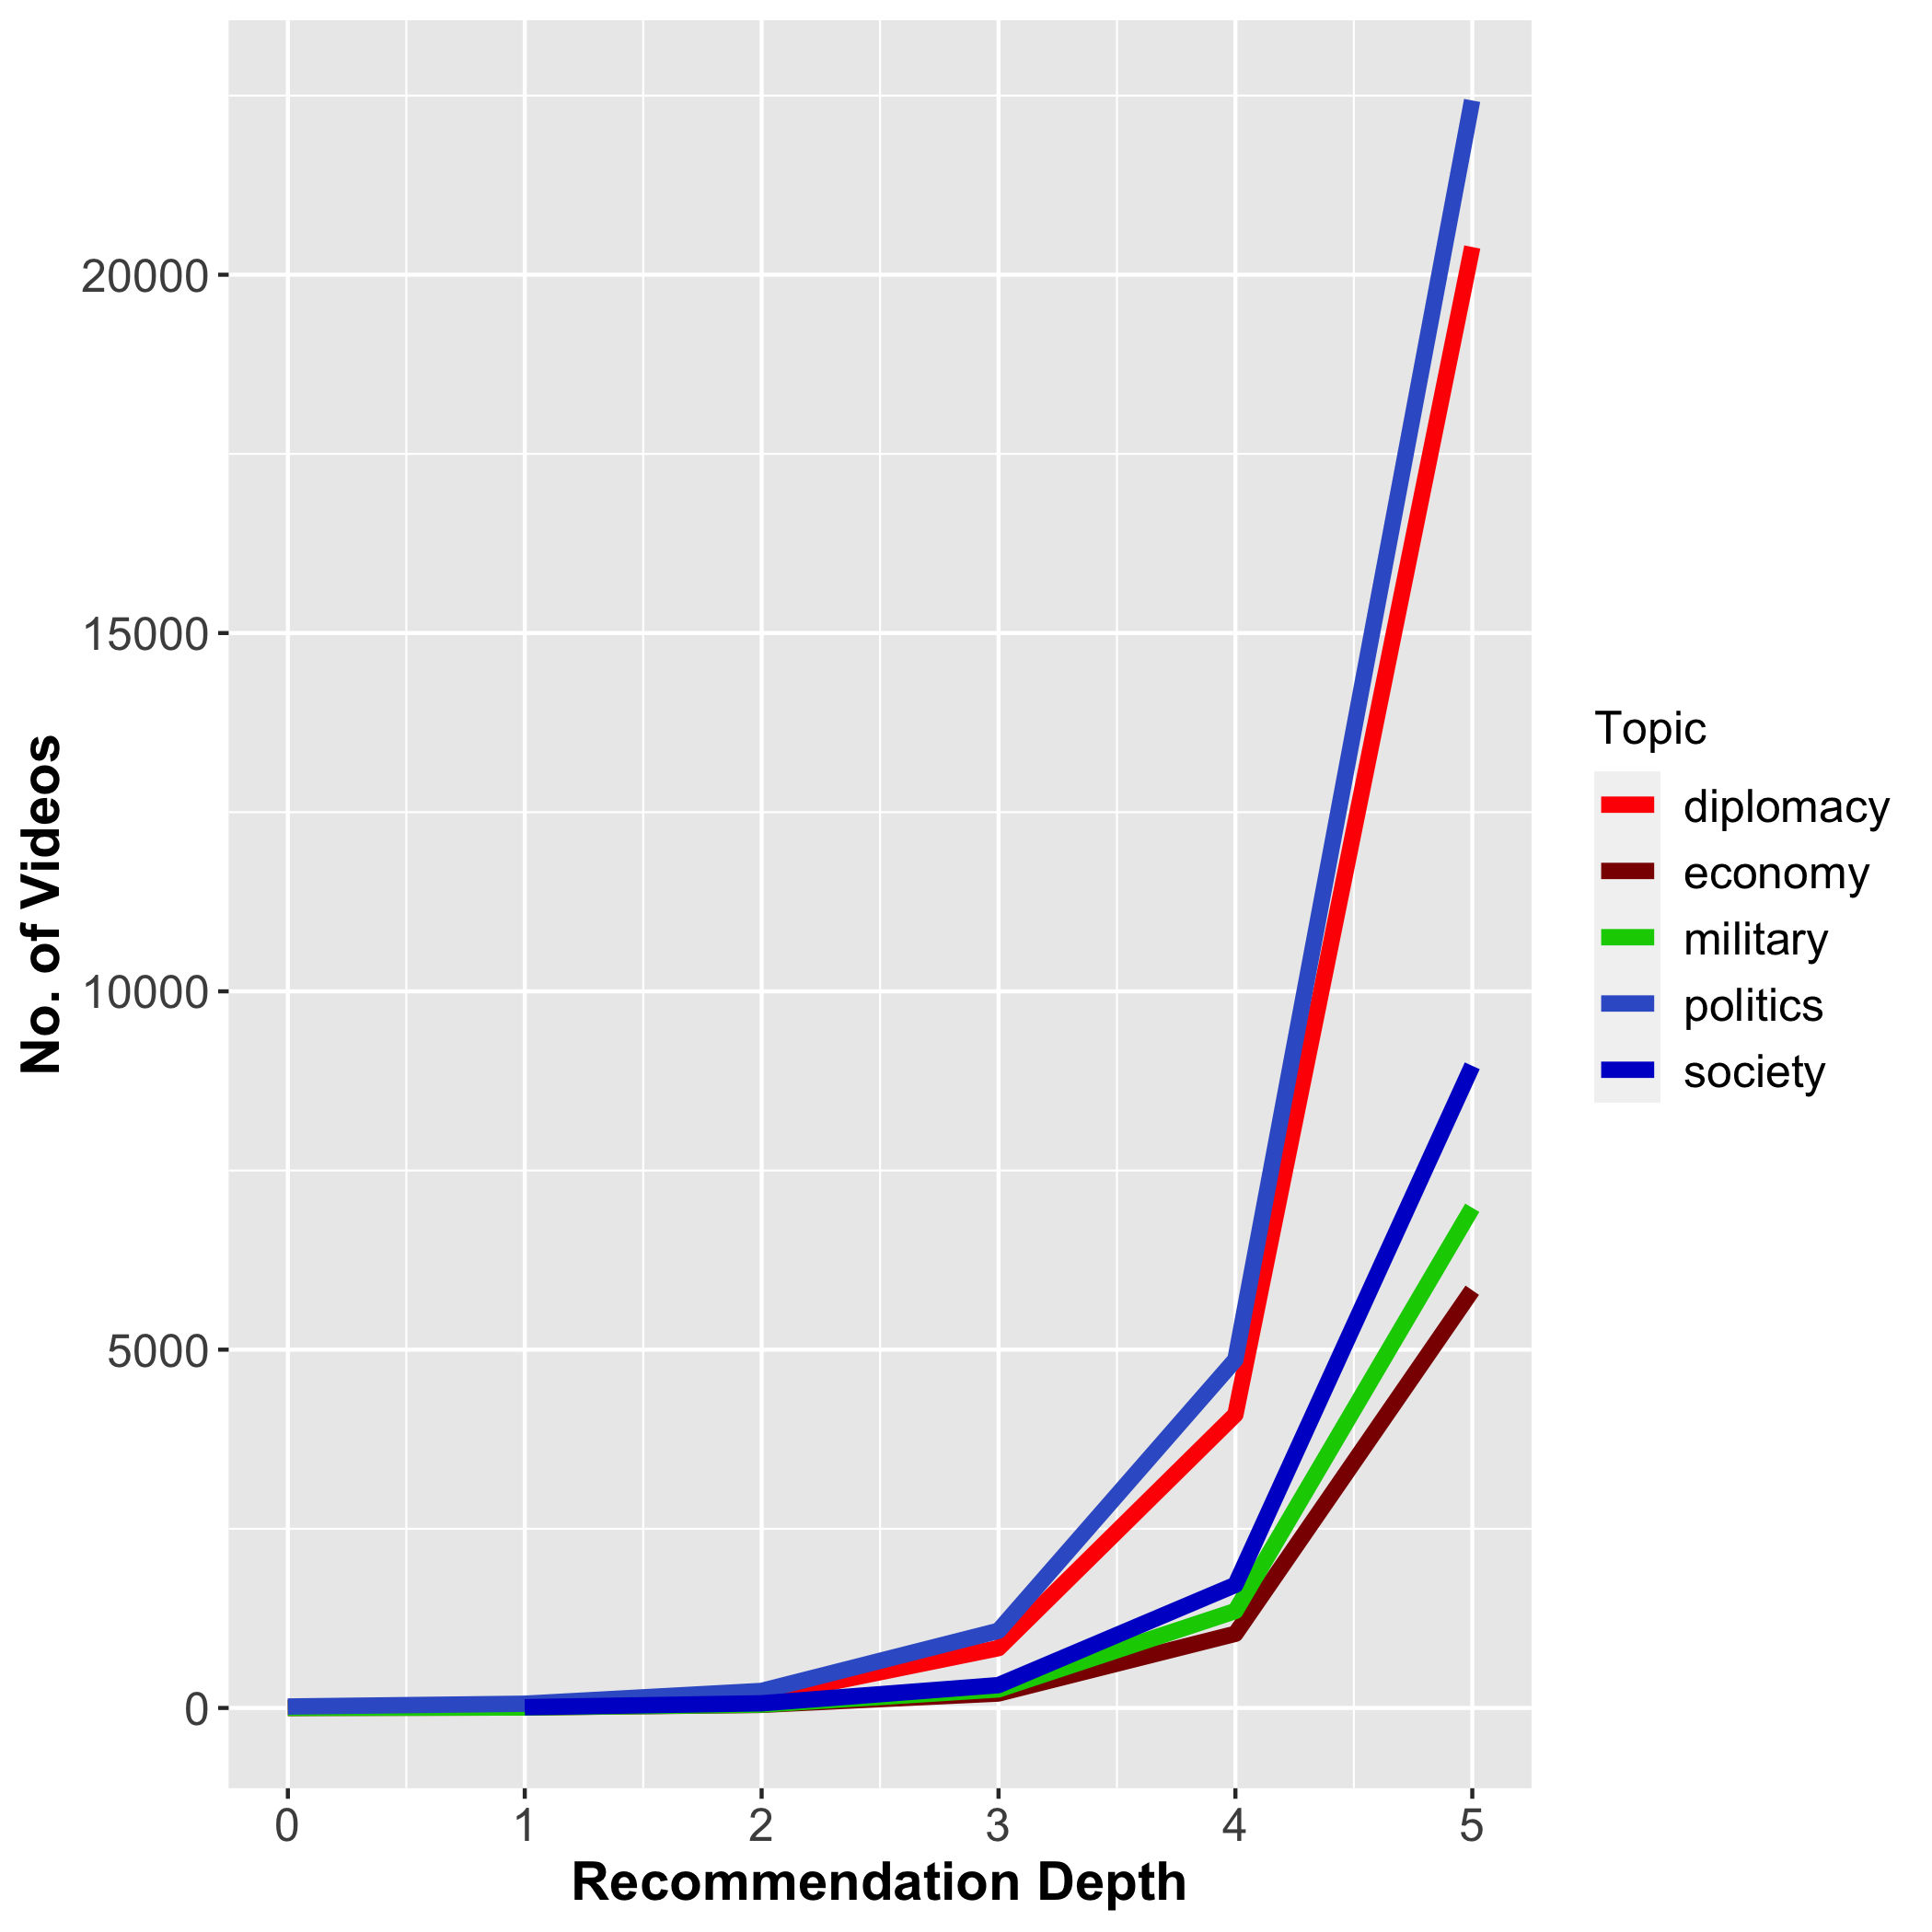 No. of Videos
20000
15000
10000
5000
0
0 1 2 3 4 5
Recommendation Depth
Topic
diplomacy
economy
military
politics
society